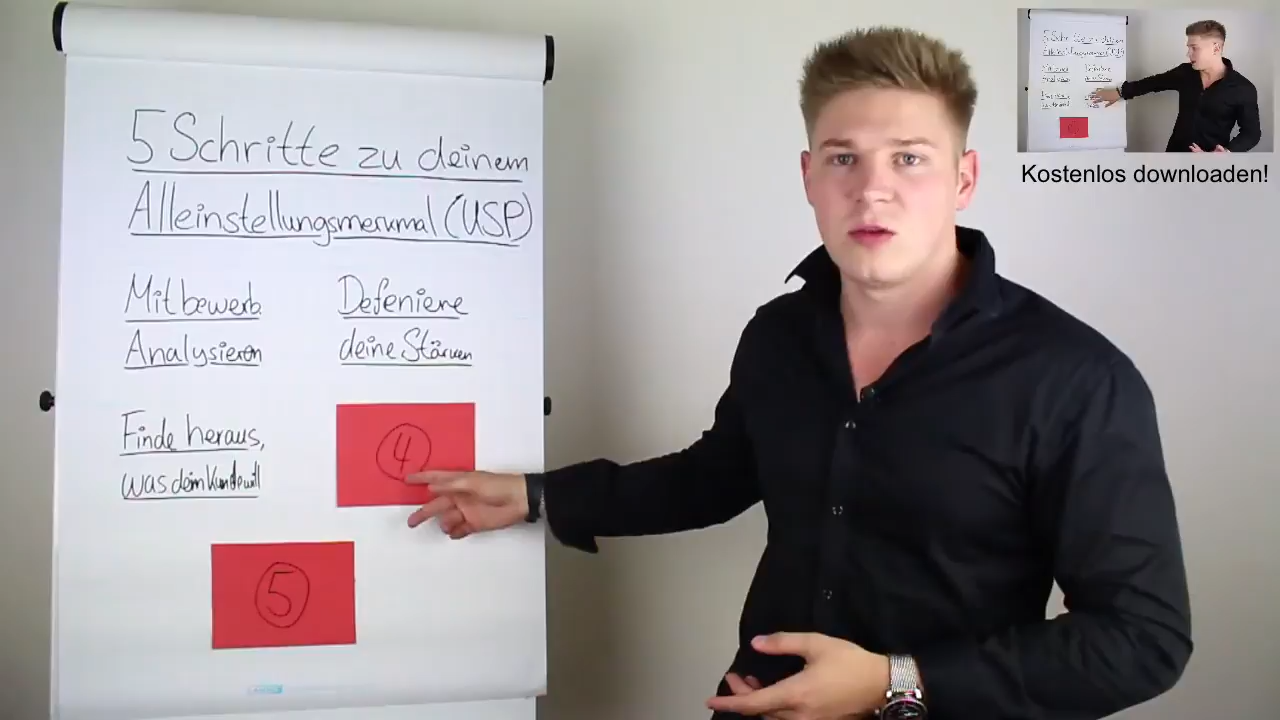 5 Schritte zu deinem
Alleinstellungsmerkmal (USP)
Mitbewerb.
Analysieren
Defeniere
deine Stärken
Finde heraus,
was dein Kunde will
4
5
Kostenlos downloaden!